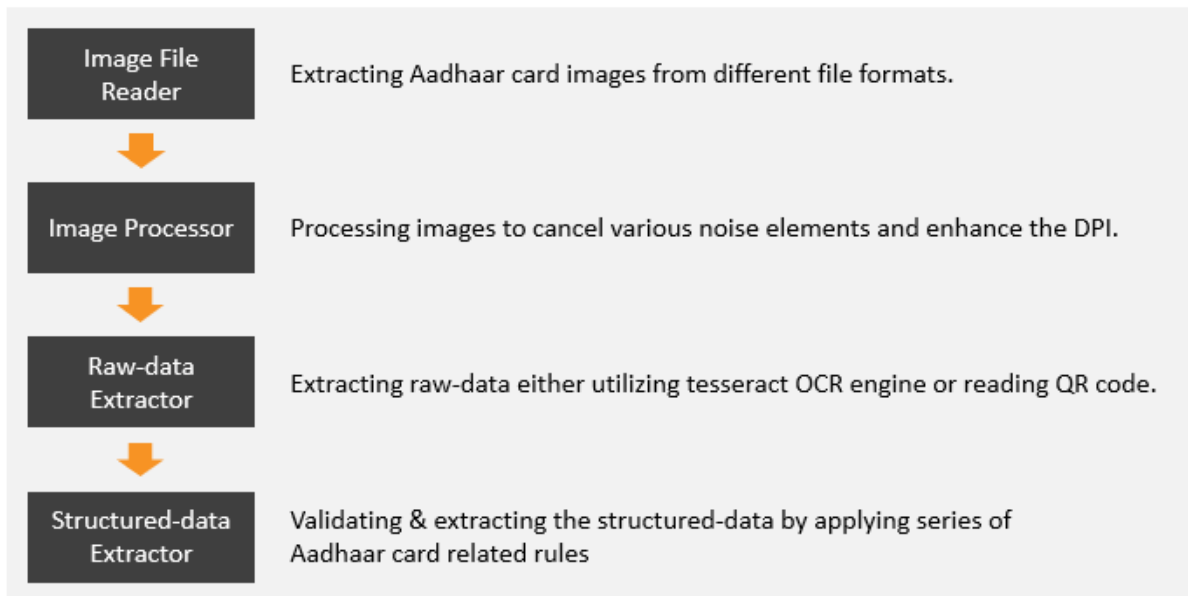 Image File
Reader
Extracting Aadhaar card images from different file formats.
Image Processor
Processing images to cancel various noise elements and enhance the DPI.
Raw-data
Extractor
Extracting raw-data either utilizing tesseract OCR engine or reading QR code.
Structured-data
Extractor
Validating & extracting the structured-data by applying series of
Aadhaar card related rules